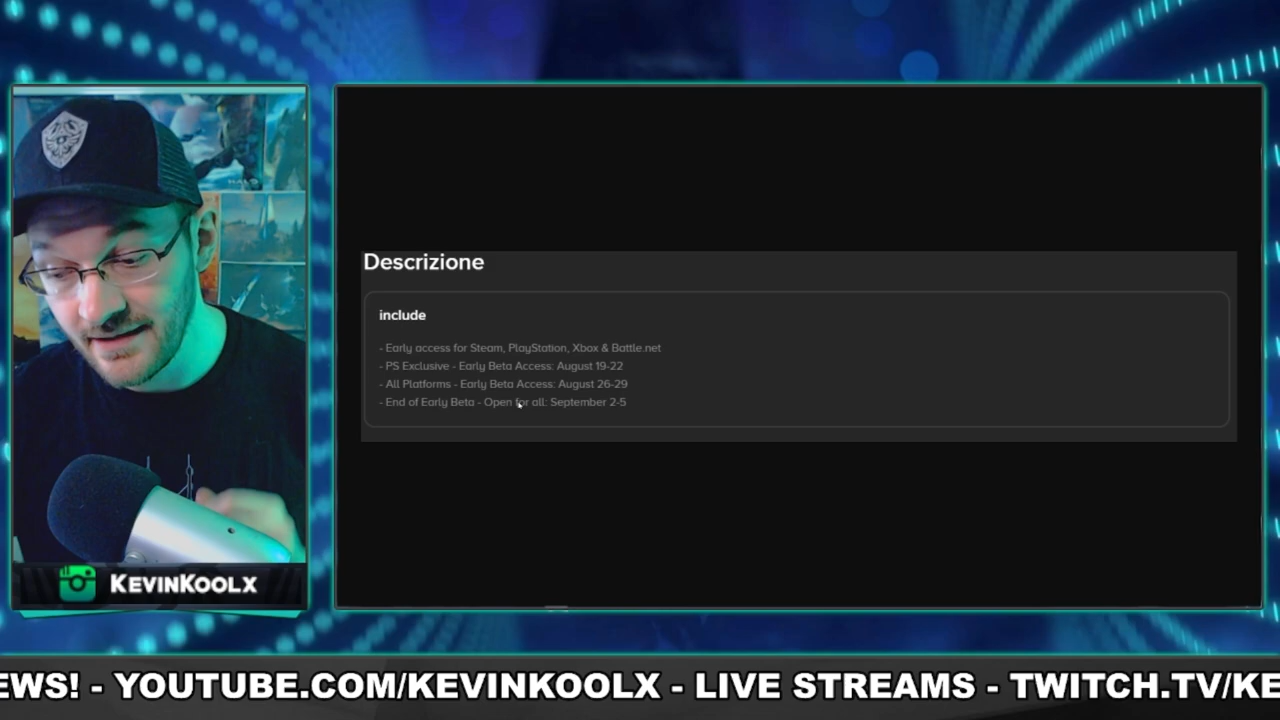 HALO
Descrizione
include
- Early access for Steam, PlayStation, Xbox & Battle.net
- PS Exclusive - Early Beta Access: August 19-22
- All Platforms - Early Beta Access: August 26-29
- End of Early Beta - Open for all: September 2-5
KEVINKOOLX
EWS! - YOUTUBE.COM/KEVINKOOLX - LIVE STREAMS - TWITCH.TV/KE